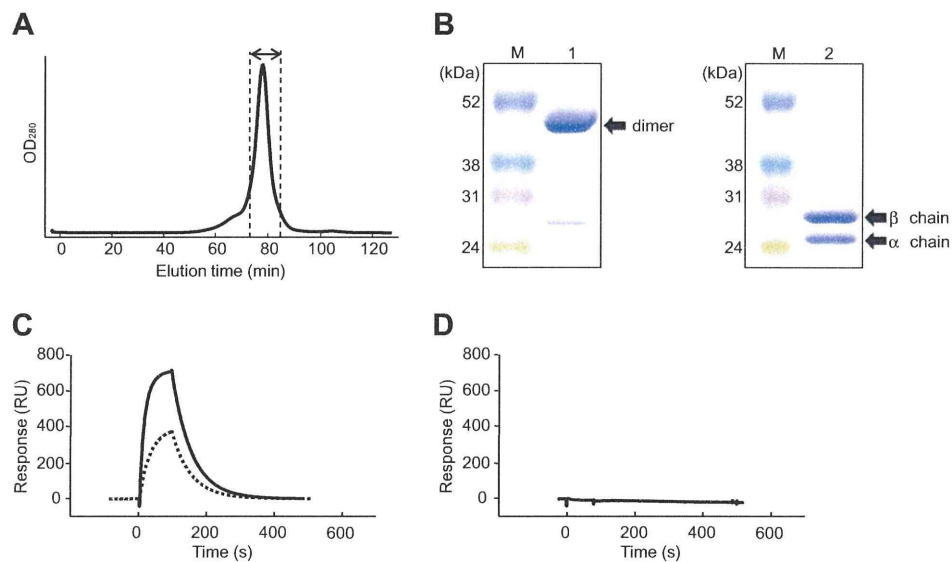 A
OD280
0 20 40 60 80 100 120
Elution time (min)
B
M 1
(kDa)
52
38
31
24
dimer
M 2
(kDa)
52
38
31
24
β chain
α chain
C
800
600
400
200
0
Response (RU)
0 200 400 600
Time (s)
D
800
600
400
200
0
Response (RU)
0 200 400 600
Time (s)